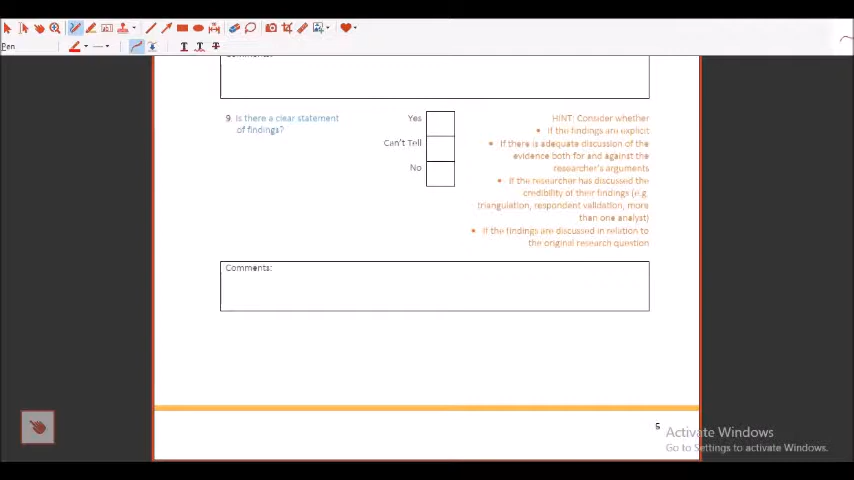 Pen
Comments:
9. Is there a clear statement
of findings?
Yes
Can't Tell
No
HINT: Consider whether
• If the findings are explicit
• If there is adequate discussion of the
evidence both for and against the
researcher's arguments
• If the researcher has discussed the
credibility of their findings (e.g.
triangulation, respondent validation, more
than one analyst)
• If the findings are discussed in relation to
the original research question
Comments:
Activate Windows
Go to Settings to activate Windows.